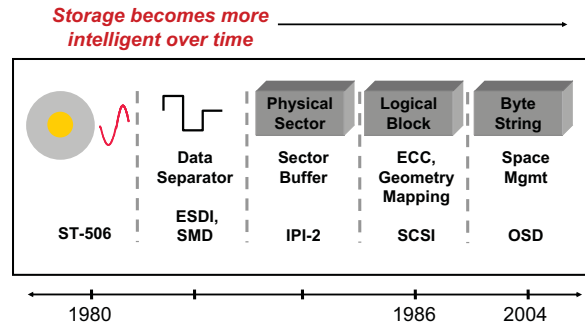 Storage becomes more
intelligent over time
Physical
Sector
Logical
Block
Byte
String
Data
Separator
Sector
Buffer
ECC,
Geometry
Mapping
Space
Mgmt
ST-506
ESDI,
SMD
IPI-2
SCSI
OSD
1980
1986
2004